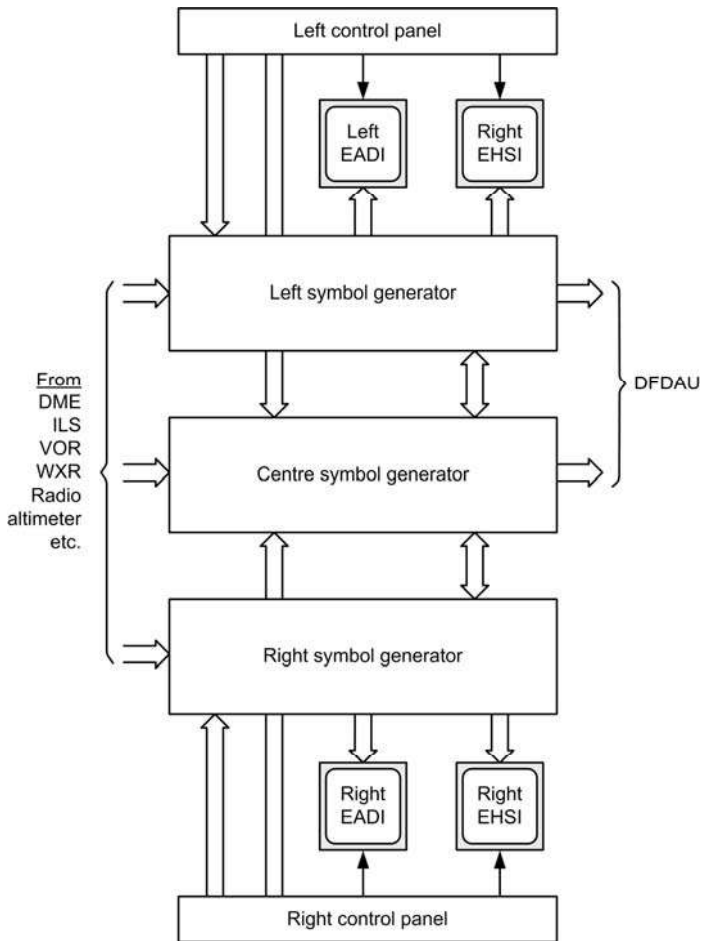 Left control panel
Left
EADI
Right
EHSI
Left symbol generator
From
DME
ILS
VOR
WXR
Radio
altimeter
etc.
DFDAU
Centre symbol generator
Right symbol generator
Right
EADI
Right
EHSI
Right control panel